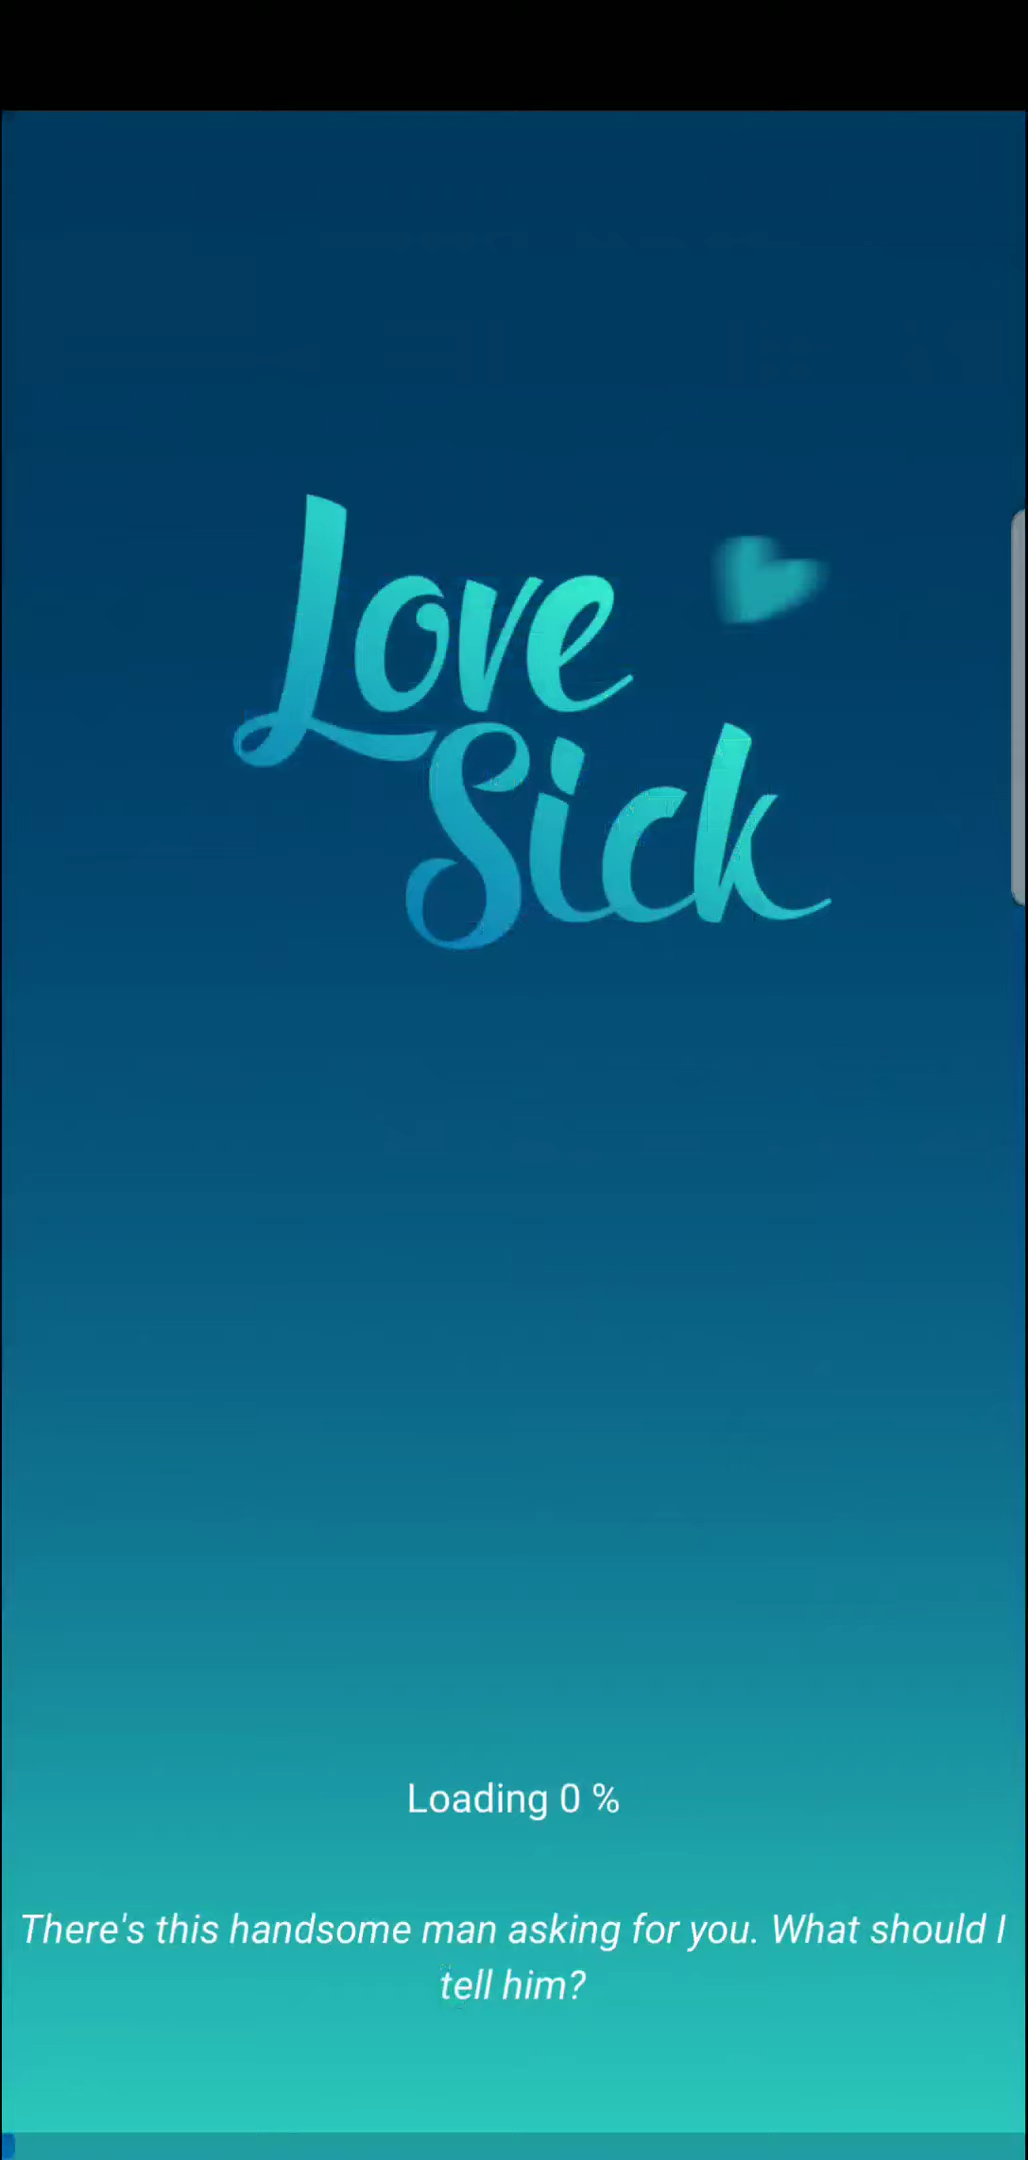 Love
Sick
Loading 0 %
There's this handsome man asking for you. What should I
tell him?